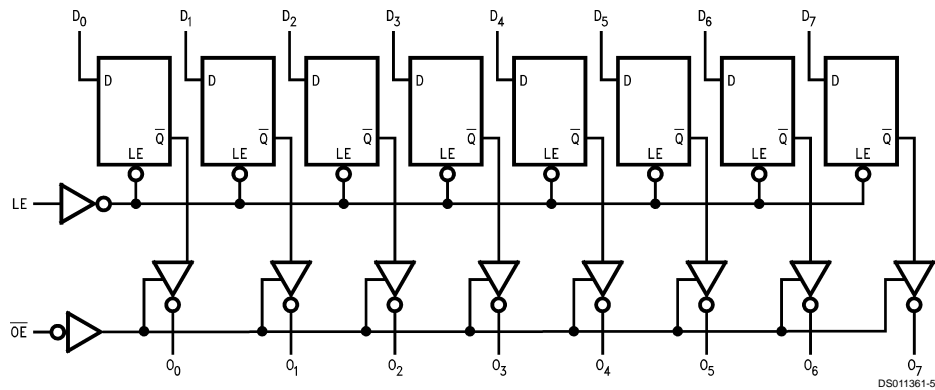 D₀ D₁ D₂ D₃ D₄ D₅ D₆ D₇
D D D D D D D D
Q̅ Q̅ Q̅ Q̅ Q̅ Q̅ Q̅ Q̅
LE LE LE LE LE LE LE LE
LE
O̅E̅
O₀ O₁ O₂ O₃ O₄ O₅ O₆ O₇
DS011361-5